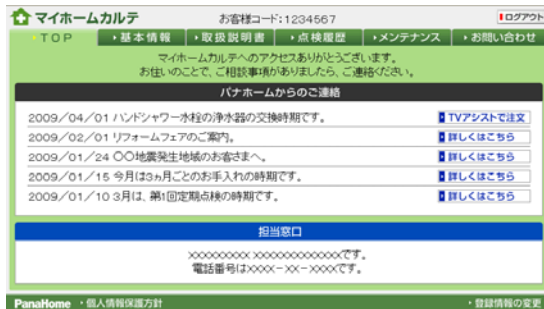 マイホームカルテ お客様コード:1234567 ログアウト
TOP 基本情報 取扱説明書 点検履歴 メンテナンス お問い合わせ
マイホームカルテへのアクセスありがとうございます。
お住いのことで、ご相談事項がありましたら、ご連絡ください。
パナホームからのご連絡
2009/04/01 ハンドシャワー水栓の浄水器の交換時期です。 TVアシストで注文
2009/02/01 リフォームフェアのご案内。 詳しくはこちら
2009/01/24 〇〇地震発生地域のお客さまへ。 詳しくはこちら
2009/01/15 今月は3ヵ月ごとのお手入れの時期です。 詳しくはこちら
2009/01/10 3月は、第1回定期点検の時期です。 詳しくはこちら
担当窓口
xxxxxxxxxx xxxxxxxxxxxxxです。
電話番号はxxxx-xx-xxxxです。
PanaHome ・個人情報保護方針 ・登録情報の変更